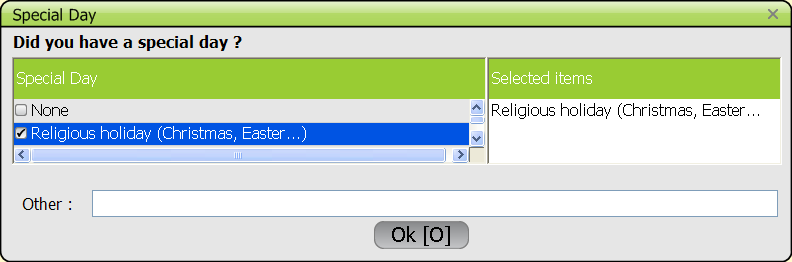 Special Day
Did you have a special day ?
Special Day
Selected items
None
Religious holiday (Christmas, Easter...)
Religious holiday (Christmas, Easter...
Other :
Ok [O]